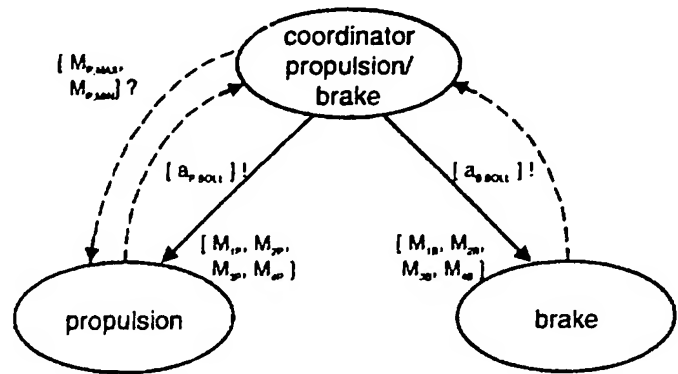 coordinator
propulsion/
brake
[ M_P,MAX,
M_P,MIN] ?
[ a_P SOLL ] !
[ a_B SOLL ] !
[ M_1P, M_2P,
M_3P, M_4P ]
[ M_1B, M_2B,
M_3B, M_4B ]
propulsion
brake